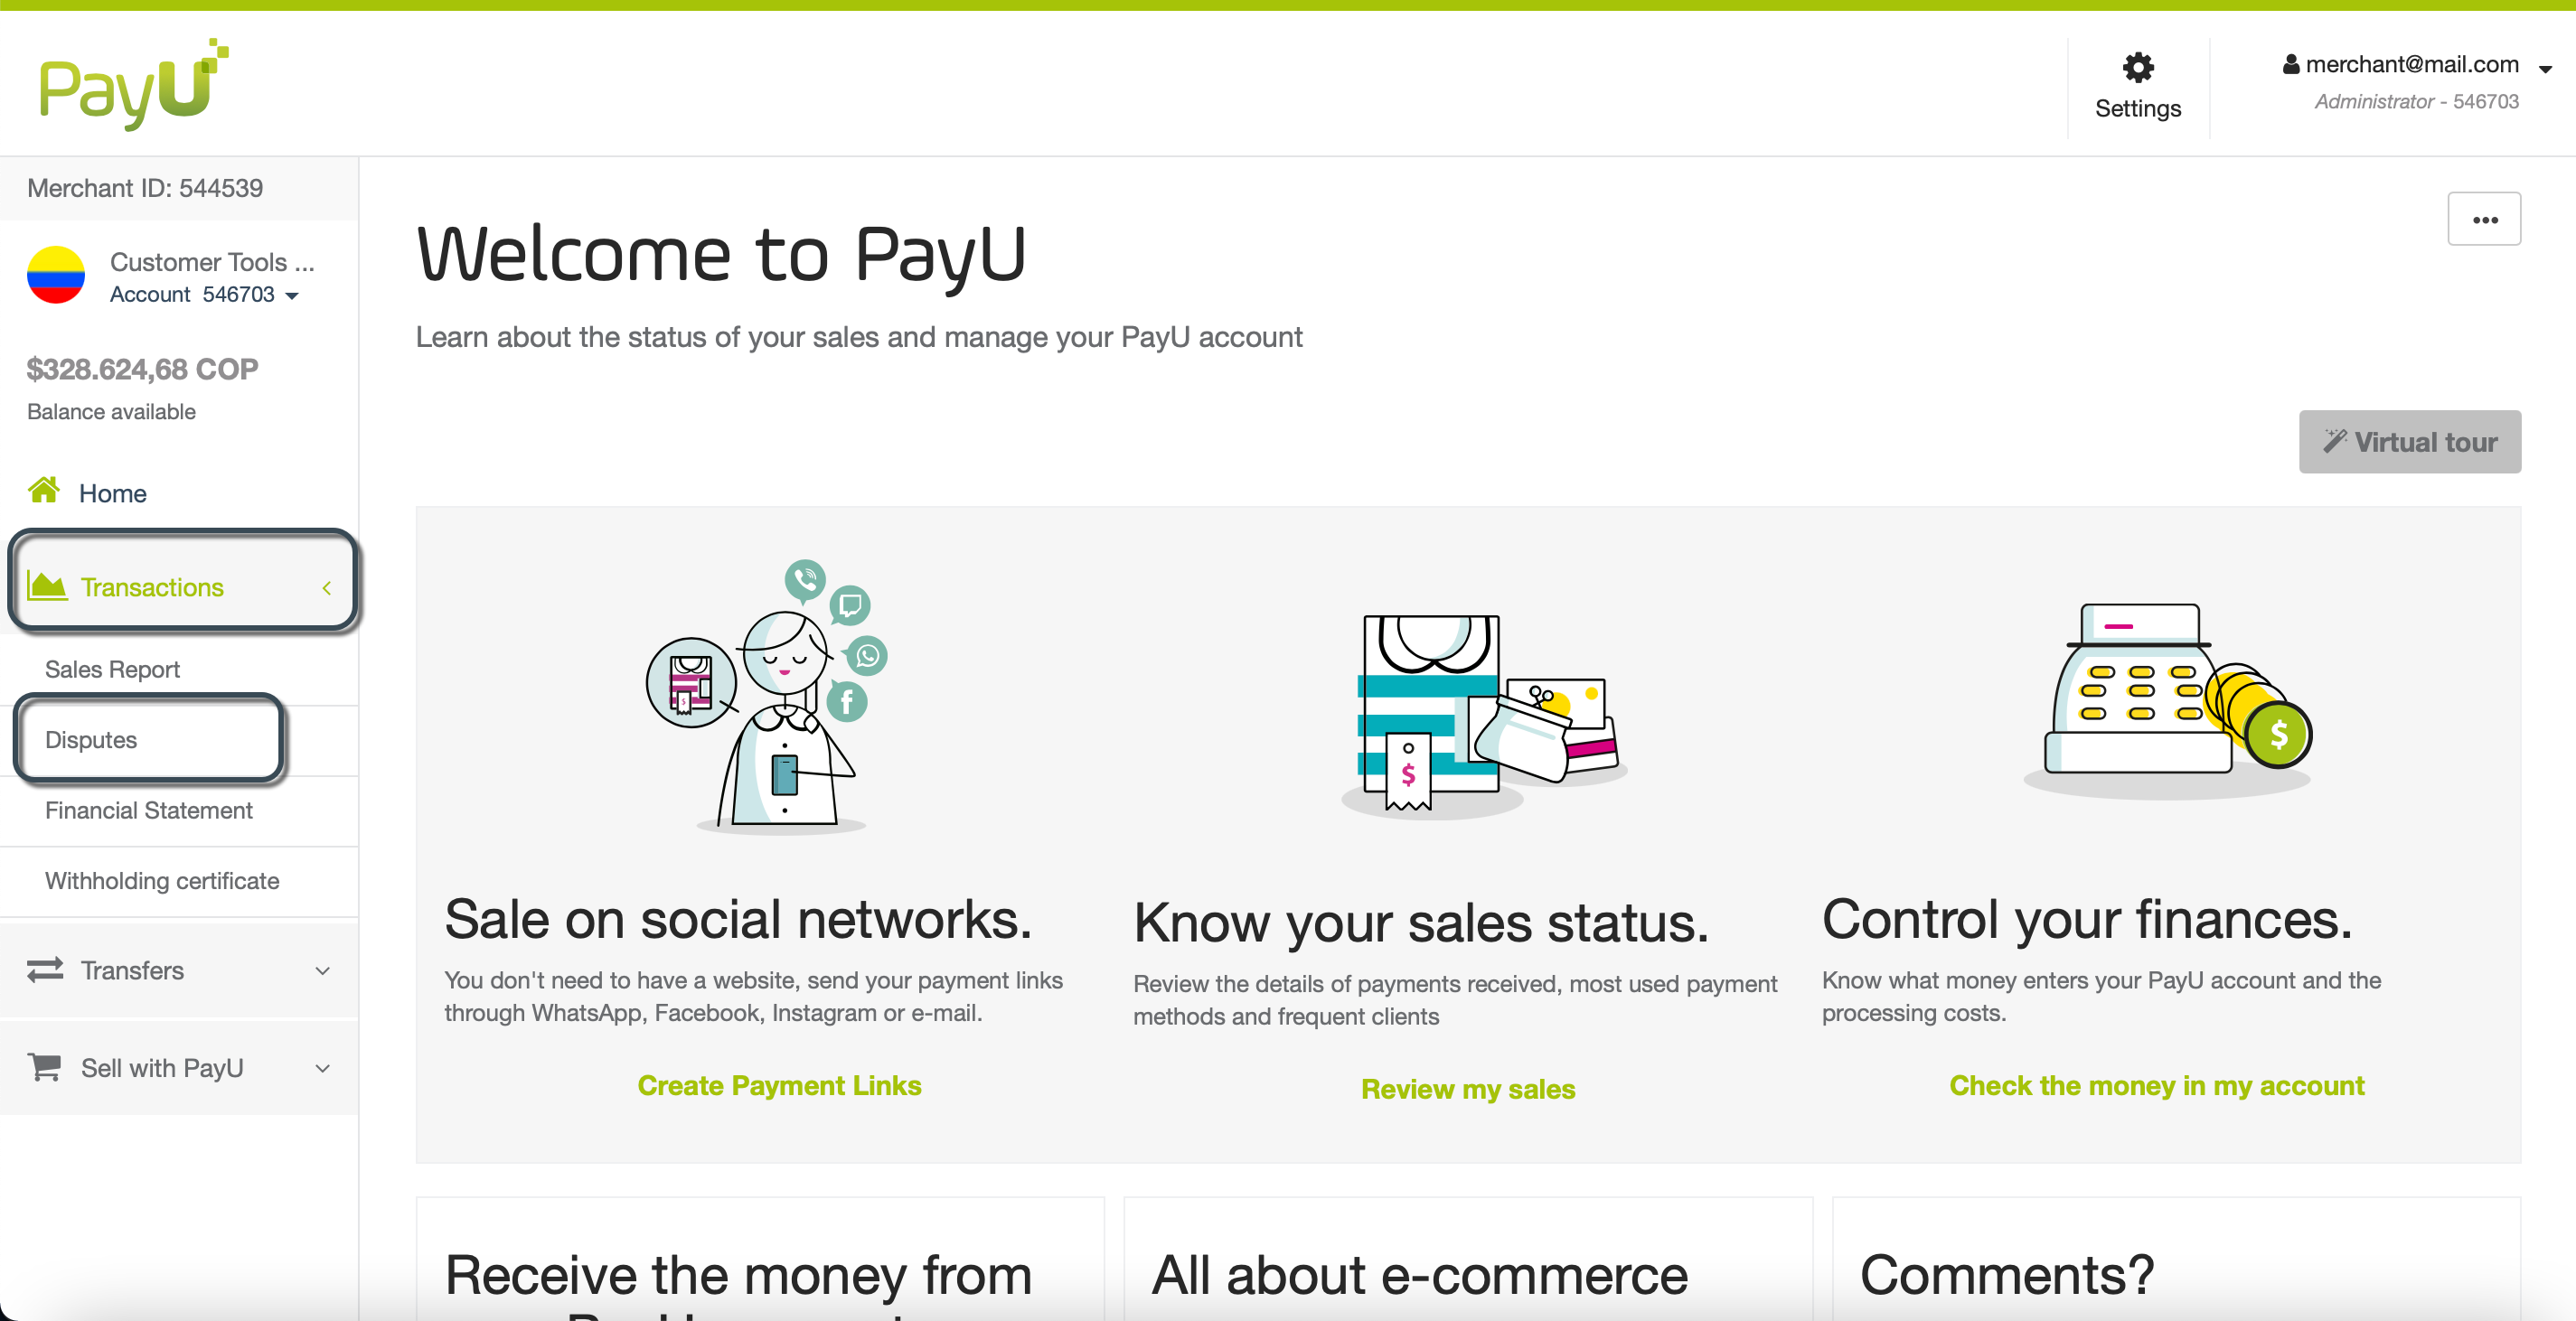 PayU
Settings
merchant@mail.com
Administrator - 546703
Merchant ID: 544539
Customer Tools ...
Account 546703
$328.624,68 COP
Balance available
Home
Transactions
Sales Report
Disputes
Financial Statement
Withholding certificate
Transfers
Sell with PayU
Welcome to PayU
Learn about the status of your sales and manage your PayU account
Virtual tour
Sale on social networks.
You don't need to have a website, send your payment links
through WhatsApp, Facebook, Instagram or e-mail.
Create Payment Links
Know your sales status.
Review the details of payments received, most used payment
methods and frequent clients
Review my sales
Control your finances.
Know what money enters your PayU account and the
processing costs.
Check the money in my account
Receive the money from
All about e-commerce
Comments?